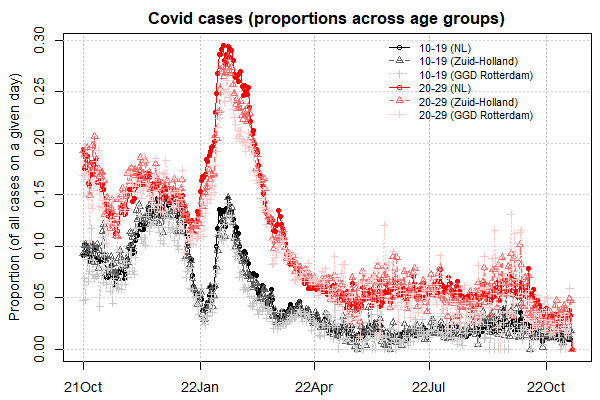 Covid cases (proportions across age groups)
Proportion (of all cases on a given day)
0.30
0.25
0.20
0.15
0.10
0.05
0.00
10-19 (NL)
10-19 (Zuid-Holland)
10-19 (GGD Rotterdam)
20-29 (NL)
20-29 (Zuid-Holland)
20-29 (GGD Rotterdam)
21Oct 22Jan 22Apr 22Jul 22Oct